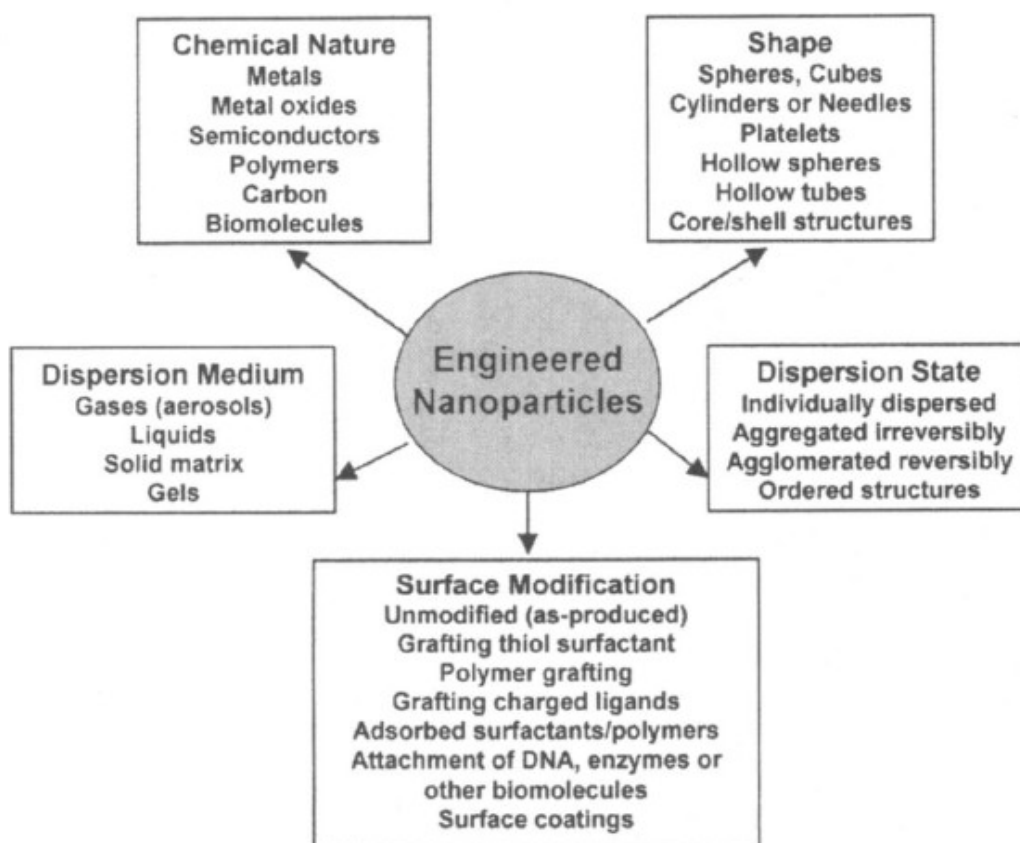 Chemical Nature
Metals
Metal oxides
Semiconductors
Polymers
Carbon
Biomolecules
Shape
Spheres, Cubes
Cylinders or Needles
Platelets
Hollow spheres
Hollow tubes
Core/shell structures
Engineered
Nanoparticles
Dispersion Medium
Gases (aerosols)
Liquids
Solid matrix
Gels
Dispersion State
Individually dispersed
Aggregated irreversibly
Agglomerated reversibly
Ordered structures
Surface Modification
Unmodified (as-produced)
Grafting thiol surfactant
Polymer grafting
Grafting charged ligands
Adsorbed surfactants/polymers
Attachment of DNA, enzymes or
other biomolecules
Surface coatings